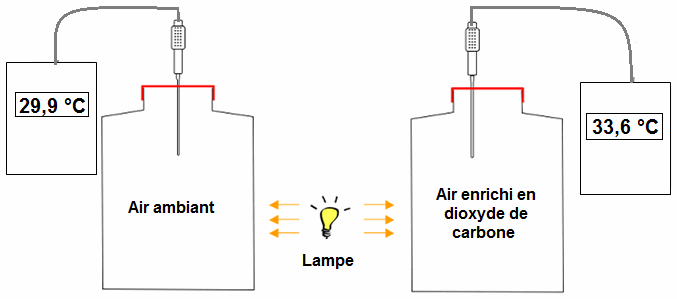 29,9 °C
33,6 °C
Air ambiant
Air enrichi en
dioxyde de
carbone
Lampe